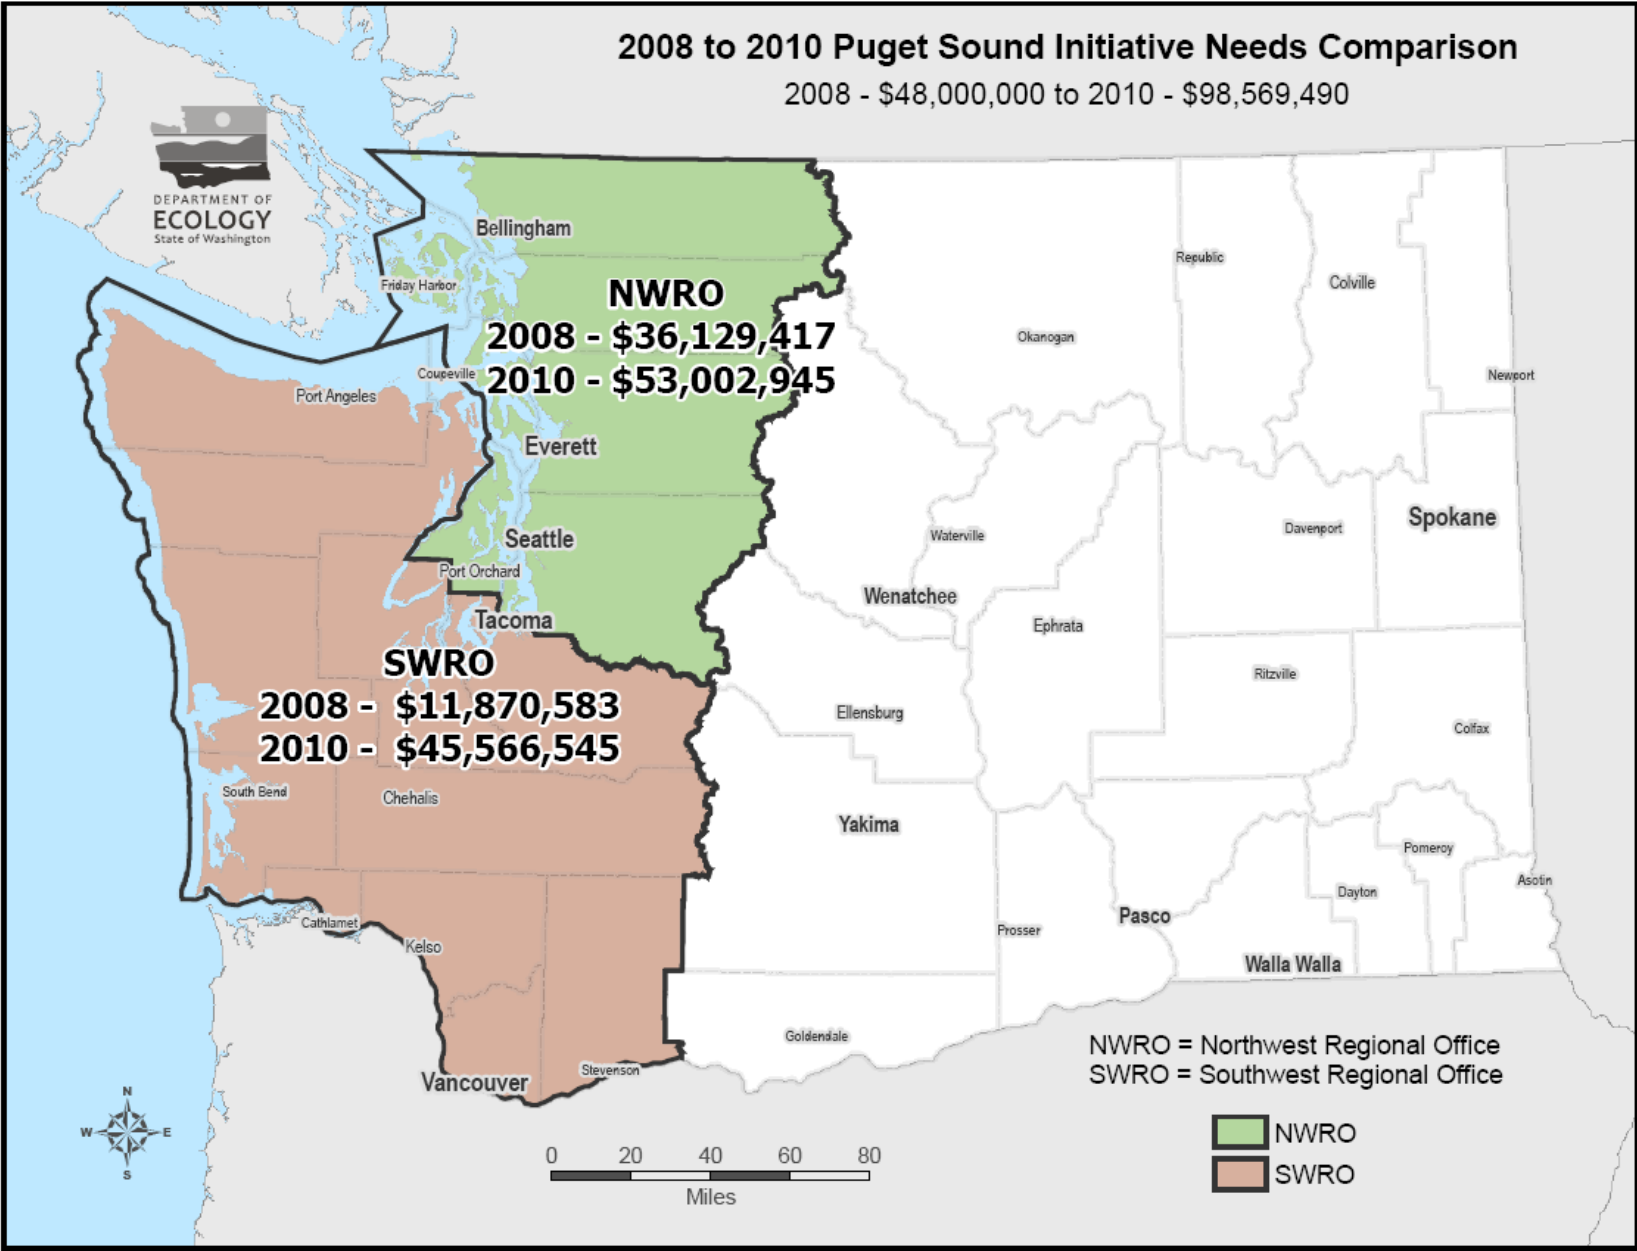 2008 to 2010 Puget Sound Initiative Needs Comparison
2008 - $48,000,000 to 2010 - $98,569,490
DEPARTMENT OF
ECOLOGY
State of Washington
Bellingham
Friday Harbor
NWRO
2008 - $36,129,417
2010 - $53,002,945
Coupeville
Port Angeles
Everett
Seattle
Port Orchard
Tacoma
SWRO
2008 - $11,870,583
2010 - $45,566,545
South Bend
Chehalis
Cathlamet
Kelso
Vancouver
Stevenson
Republic
Colville
Okanogan
Newport
Spokane
Davenport
Waterville
Wenatchee
Ephrata
Ritzville
Ellensburg
Colfax
Yakima
Pomeroy
Asotin
Dayton
Pasco
Prosser
Walla Walla
Goldendale
NWRO = Northwest Regional Office
SWRO = Southwest Regional Office
NWRO
SWRO
N
W E
S
0 20 40 60 80
Miles